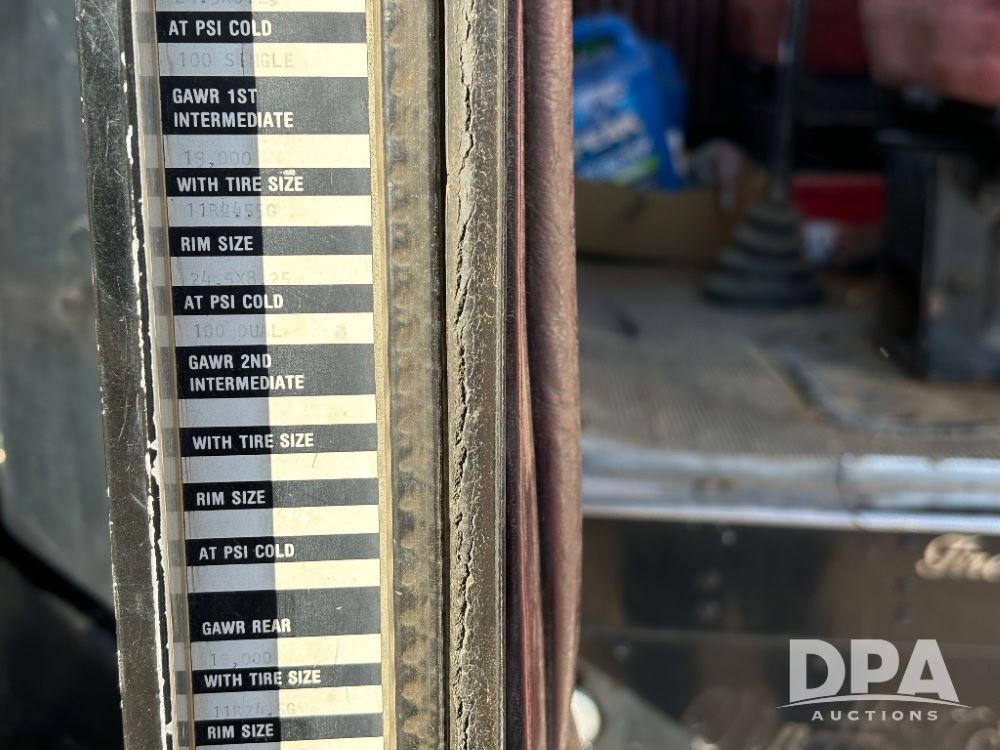 AT PSI COLD
100 SINGLE
GAWR 1ST
INTERMEDIATE
19,000
WITH TIRE SIZE
RIM SIZE
24.5X8.25
AT PSI COLD
100 DUAL
GAWR 2ND
INTERMEDIATE
WITH TIRE SIZE
RIM SIZE
AT PSI COLD
GAWR REAR
19,000
WITH TIRE SIZE
RIM SIZE
DPA
AUCTIONS